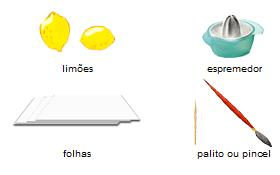 limões
espremedor
folhas
palito ou pincel